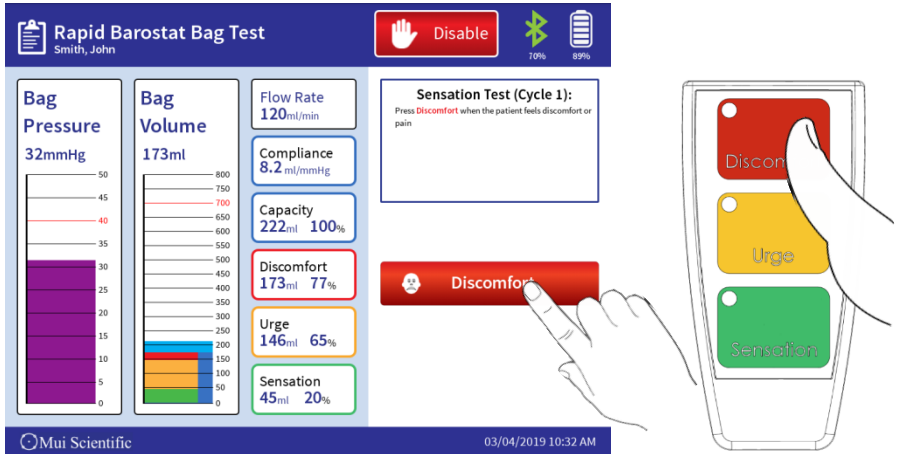 Rapid Barostat Bag Test
Smith, John
Disable
70%
89%
Bag
Pressure
32mmHg
50
45
40
35
30
25
20
15
10
5
0
Bag
Volume
173ml
800
750
700
650
600
550
500
450
400
350
300
250
200
150
100
50
0
Flow Rate
120ml/min
Compliance
8.2 ml/mmHg
Capacity
222ml 100%
Discomfort
173ml 77%
Urge
146ml 65%
Sensation
45ml 20%
Sensation Test (Cycle 1):
Press Discomfort when the patient feels discomfort or
pain
Discomfort
Mui Scientific
03/04/2019 10:32 AM
Discom
Urge
Sensation